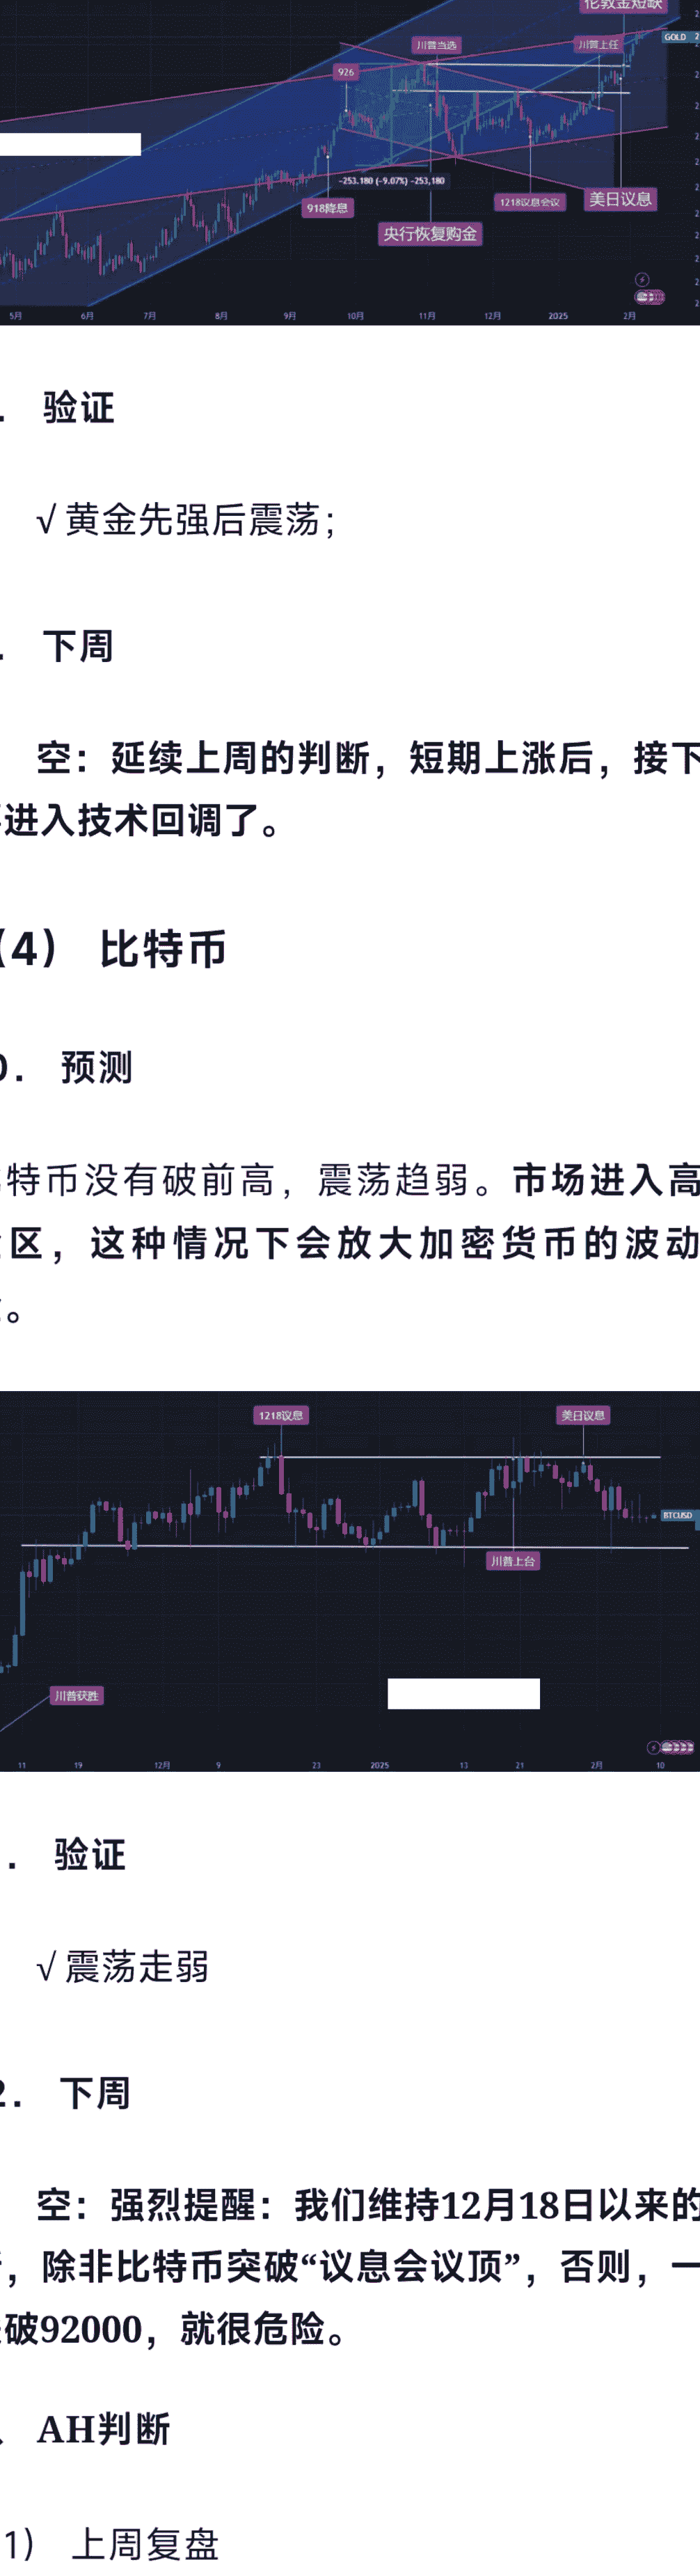 伦敦金短缺
川普当选
川普上任
GOLD
926
-253.180 (-9.07%) -253,180
918降息
1218议息会议
美日议息
央行恢复购金
5月 6月 7月 8月 9月 10月 11月 12月 2025 2月
. 验证
√ 黄金先强后震荡；
. 下周
空：延续上周的判断，短期上涨后，接下
进入技术回调了。
(4) 比特币
0. 预测
特币没有破前高，震荡趋弱。市场进入高
区，这种情况下会放大加密货币的波动
。
1218议息
美日议息
BTCUSD
川普上台
川普获胜
11 19 12月 9 23 2025 13 21 2月 10
. 验证
√ 震荡走弱
2. 下周
空：强烈提醒：我们维持12月18日以来的
，除非比特币突破“议息会议顶”，否则，一
破92000，就很危险。
、 AH判断
1) 上周复盘